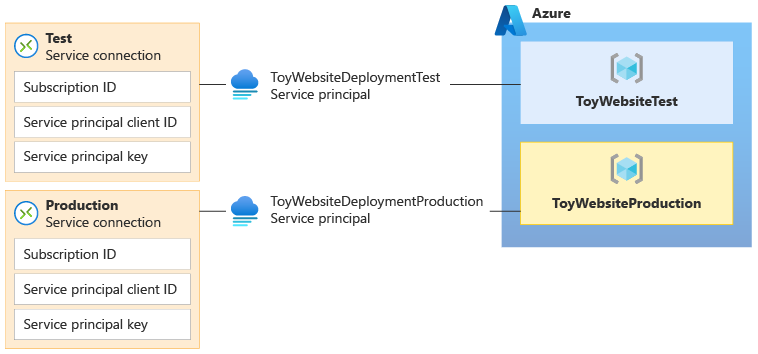 Test
Service connection
Subscription ID
Service principal client ID
Service principal key
ToyWebsiteDeploymentTest
Service principal
Azure
ToyWebsiteTest
Production
Service connection
Subscription ID
Service principal client ID
Service principal key
ToyWebsiteDeploymentProduction
Service principal
ToyWebsiteProduction